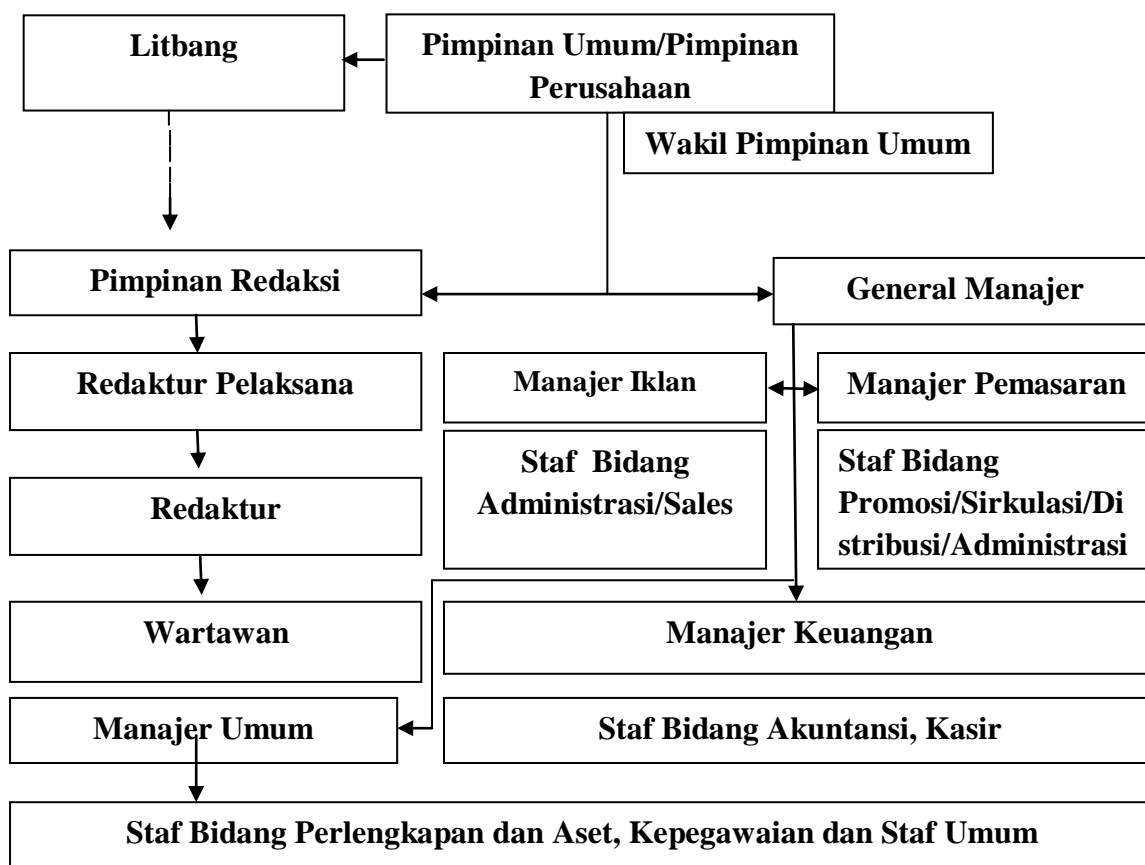 Litbang
Pimpinan Umum/Pimpinan
Perusahaan
Wakil Pimpinan Umum
Pimpinan Redaksi
General Manajer
Redaktur Pelaksana
Manajer Iklan
Manajer Pemasaran
Staf Bidang
Administrasi/Sales
Staf Bidang
Promosi/Sirkulasi/Di
stribusi/Administrasi
Redaktur
Wartawan
Manajer Keuangan
Manajer Umum
Staf Bidang Akuntansi, Kasir
Staf Bidang Perlengkapan dan Aset, Kepegawaian dan Staf Umum